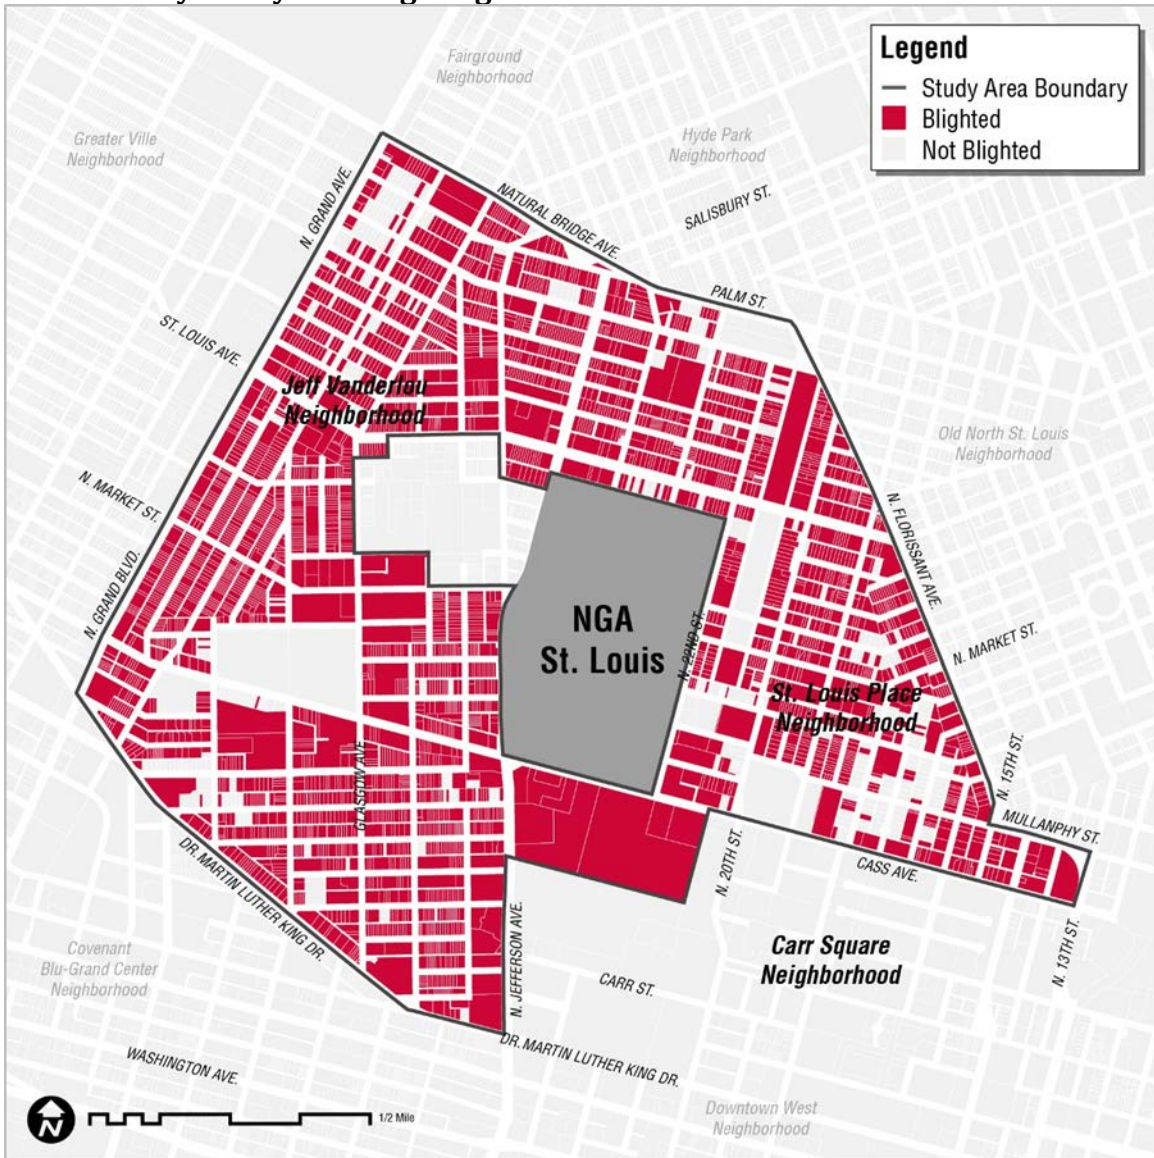 Legend
Study Area Boundary
Blighted
Not Blighted
Fairground
Neighborhood
Greater Ville
Neighborhood
Hyde Park
Neighborhood
SALISBURY ST.
N. GRAND AVE.
NATURAL BRIDGE AVE.
PALM ST.
ST. LOUIS AVE.
Jeff Vanderlou
Neighborhood
Old North St. Louis
Neighborhood
N. MARKET ST.
N. FLORISSANT AVE.
N. GRAND BLVD.
NGA
St. Louis
N. 22ND ST.
N. MARKET ST.
St. Louis Place
Neighborhood
GLASGOW AVE.
N. 15TH ST.
MULLANPHY ST.
DR. MARTIN LUTHER KING DR.
N. 20TH ST.
CASS AVE.
N. JEFFERSON AVE.
Carr Square
Neighborhood
N. 13TH ST.
Covenant
Blu-Grand Center
Neighborhood
CARR ST.
DR. MARTIN LUTHER KING DR.
WASHINGTON AVE.
Downtown West
Neighborhood
N
1/2 Mile